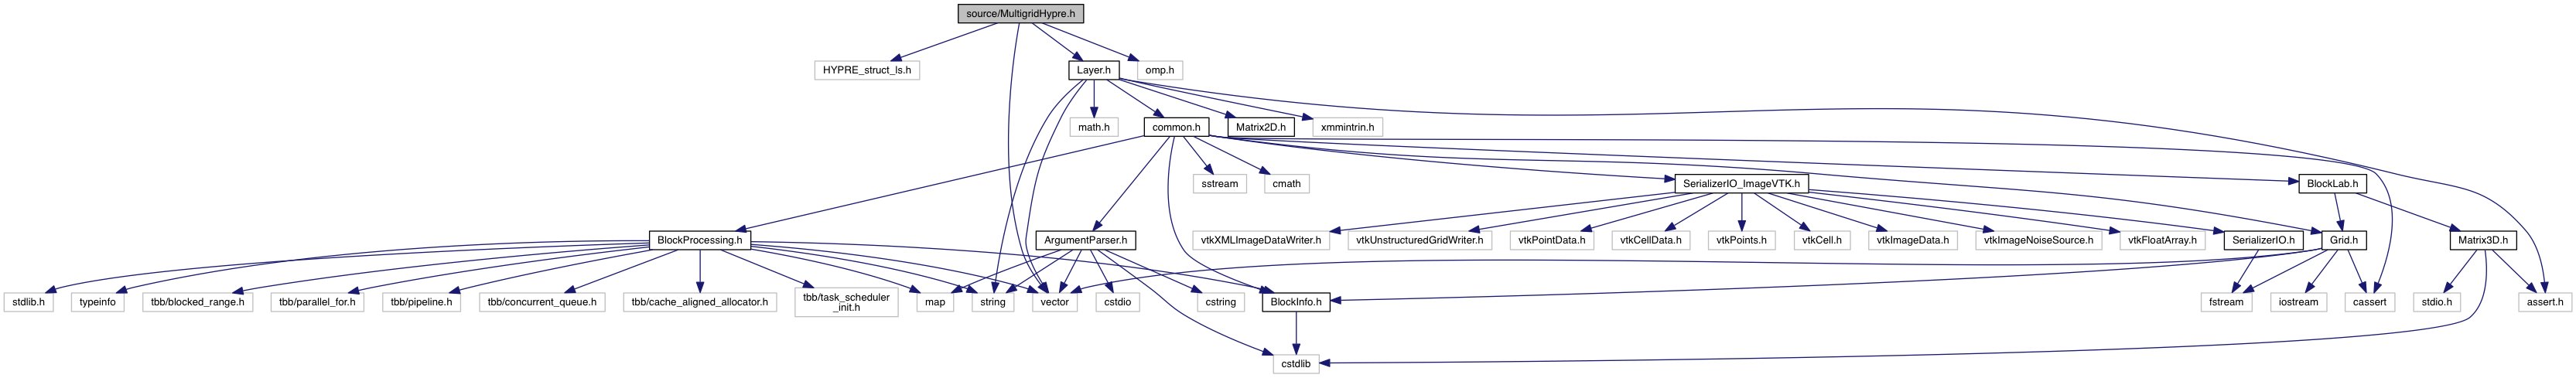 source/MultigridHypre.h
HYPRE_struct_ls.h
Layer.h
omp.h
math.h
common.h
Matrix2D.h
xmmintrin.h
sstream
cmath
SerializerIO_ImageVTK.h
BlockLab.h
BlockProcessing.h
ArgumentParser.h
vtkXMLImageDataWriter.h
vtkUnstructuredGridWriter.h
vtkPointData.h
vtkCellData.h
vtkPoints.h
vtkCell.h
vtkImageData.h
vtkImageNoiseSource.h
vtkFloatArray.h
SerializerIO.h
Grid.h
Matrix3D.h
stdlib.h
typeinfo
tbb/blocked_range.h
tbb/parallel_for.h
tbb/pipeline.h
tbb/concurrent_queue.h
tbb/cache_aligned_allocator.h
tbb/task_scheduler
_init.h
map
string
vector
cstdio
cstring
BlockInfo.h
fstream
iostream
cassert
stdio.h
assert.h
cstdlib